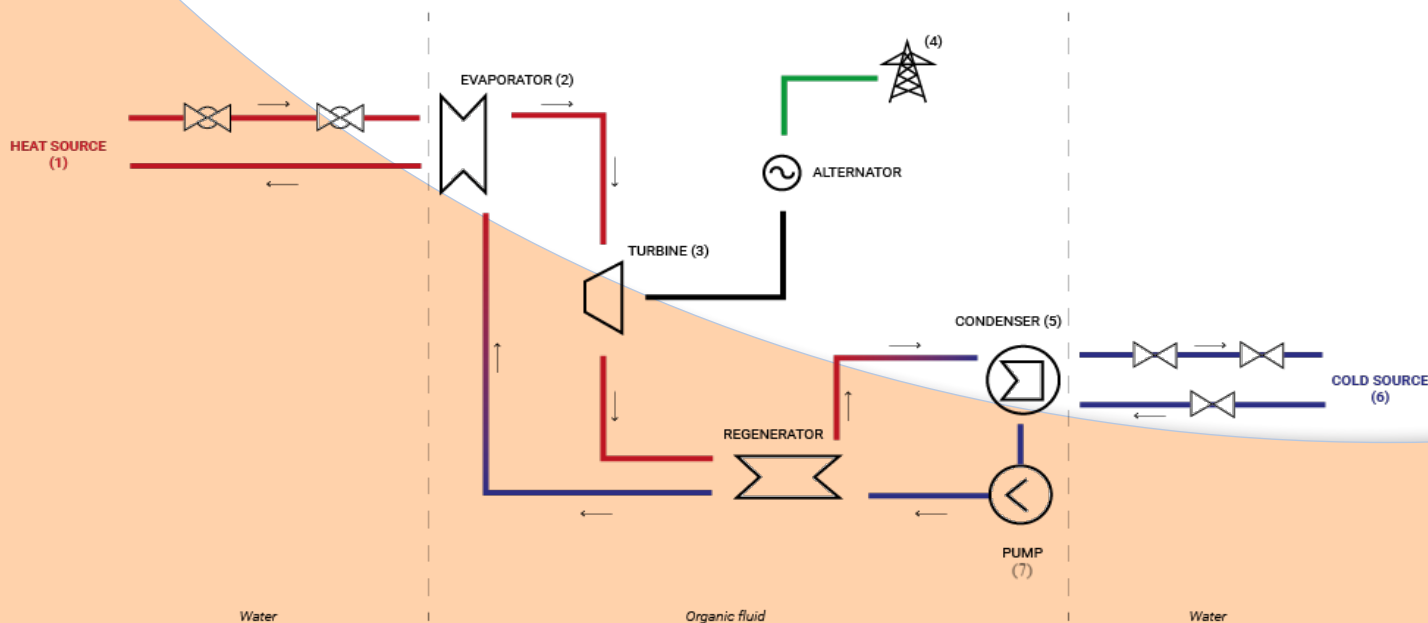 (4)
EVAPORATOR (2)
HEAT SOURCE
(1)
ALTERNATOR
TURBINE (3)
CONDENSER (5)
COLD SOURCE
(6)
REGENERATOR
PUMP
(7)
Water
Organic fluid
Water